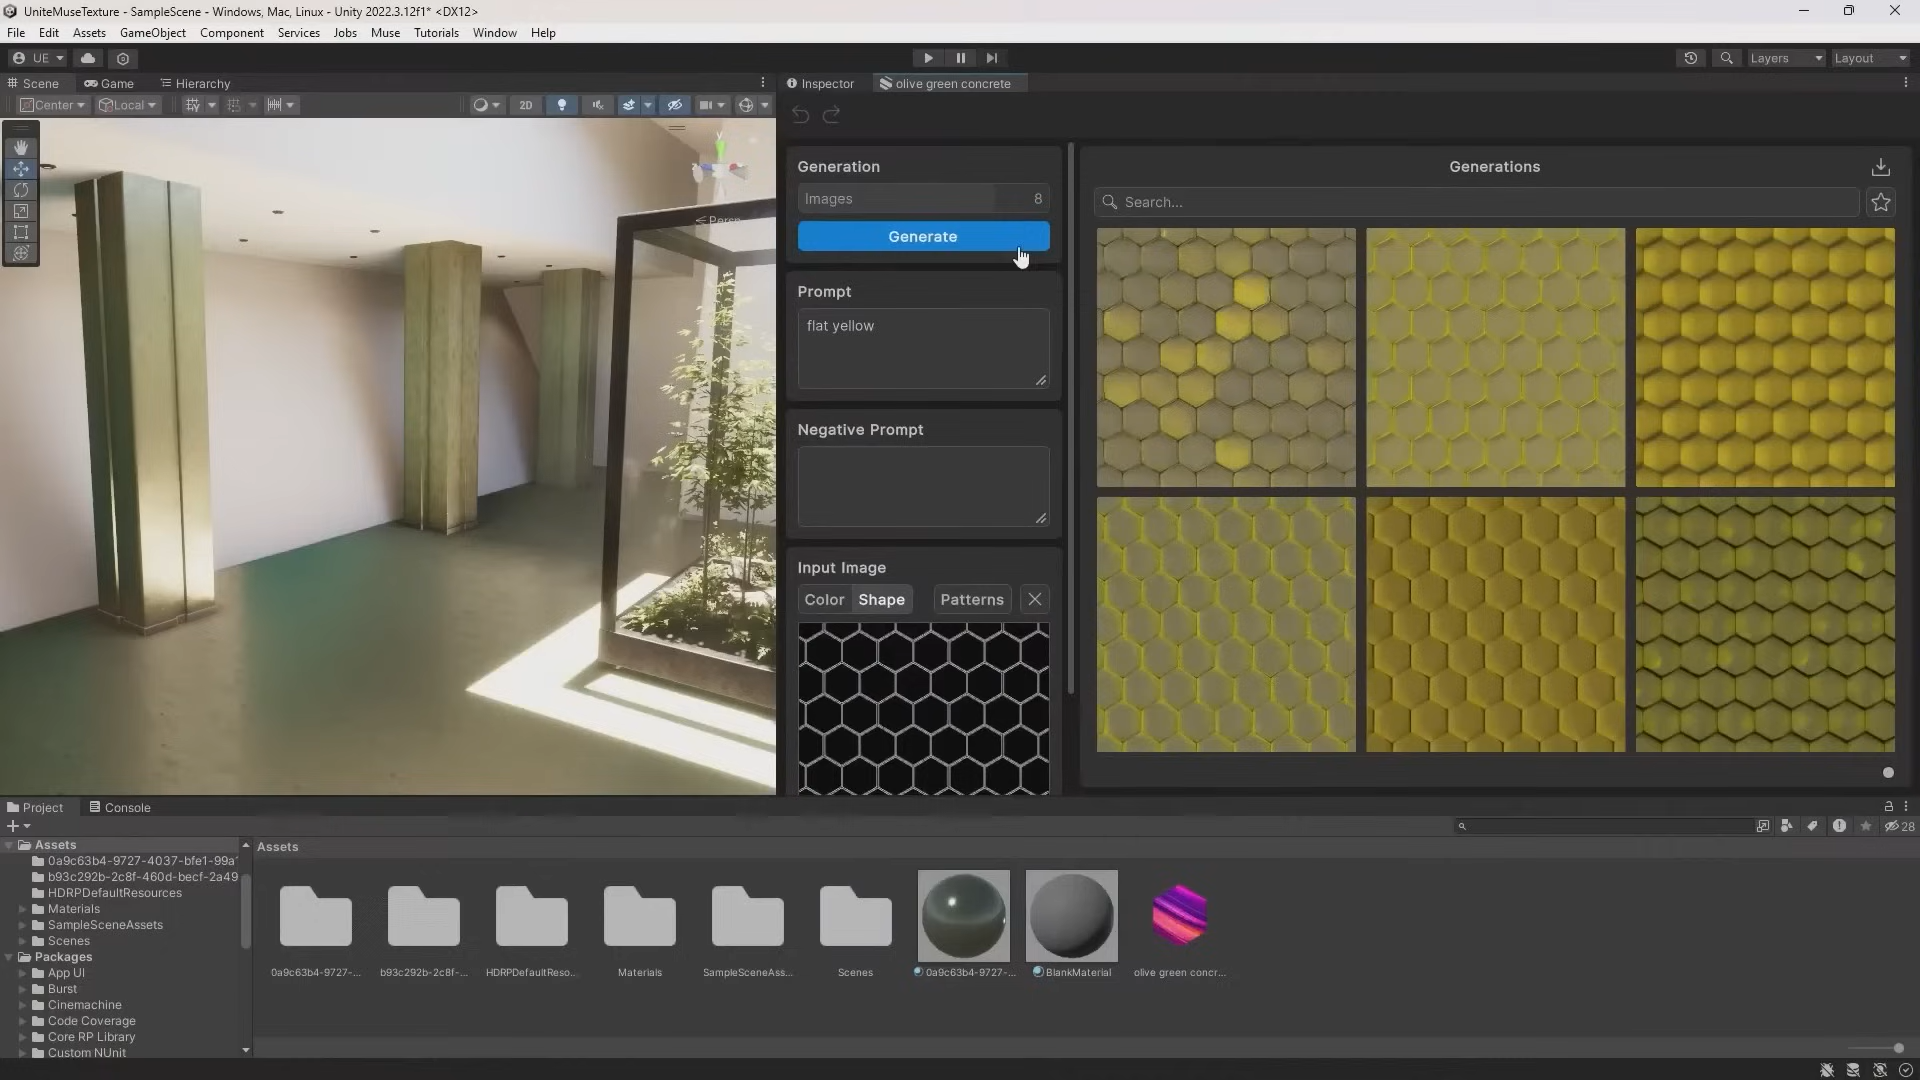 UniteMuseTexture - SampleScene - Windows, Mac, Linux - Unity 2022.3.12f1* <DX12>
File Edit Assets GameObject Component Services Jobs Muse Tutorials Window Help
UE Layers Layout
Scene Game Hierarchy
Inspector olive green concrete
Center Local 2D
Persp
Generation
Images 8
Generate
Prompt
flat yellow
Negative Prompt
Input Image
Color Shape Patterns
Generations
Search...
Project Console
28
Assets
0a9c63b4-9727-4037-bfe1-99a
b93c292b-2c8f-460d-becf-2a49
HDRPDefaultResources
Materials
SampleSceneAssets
Scenes
Packages
App UI
Burst
Cinemachine
Code Coverage
Core RP Library
Custom NUnit
Assets
0a9c63b4-9727-...
b93c292b-2c8f-...
HDRPDefaultReso...
Materials
SampleSceneAss...
Scenes
0a9c63b4-9727-...
BlankMaterial
olive green concr...